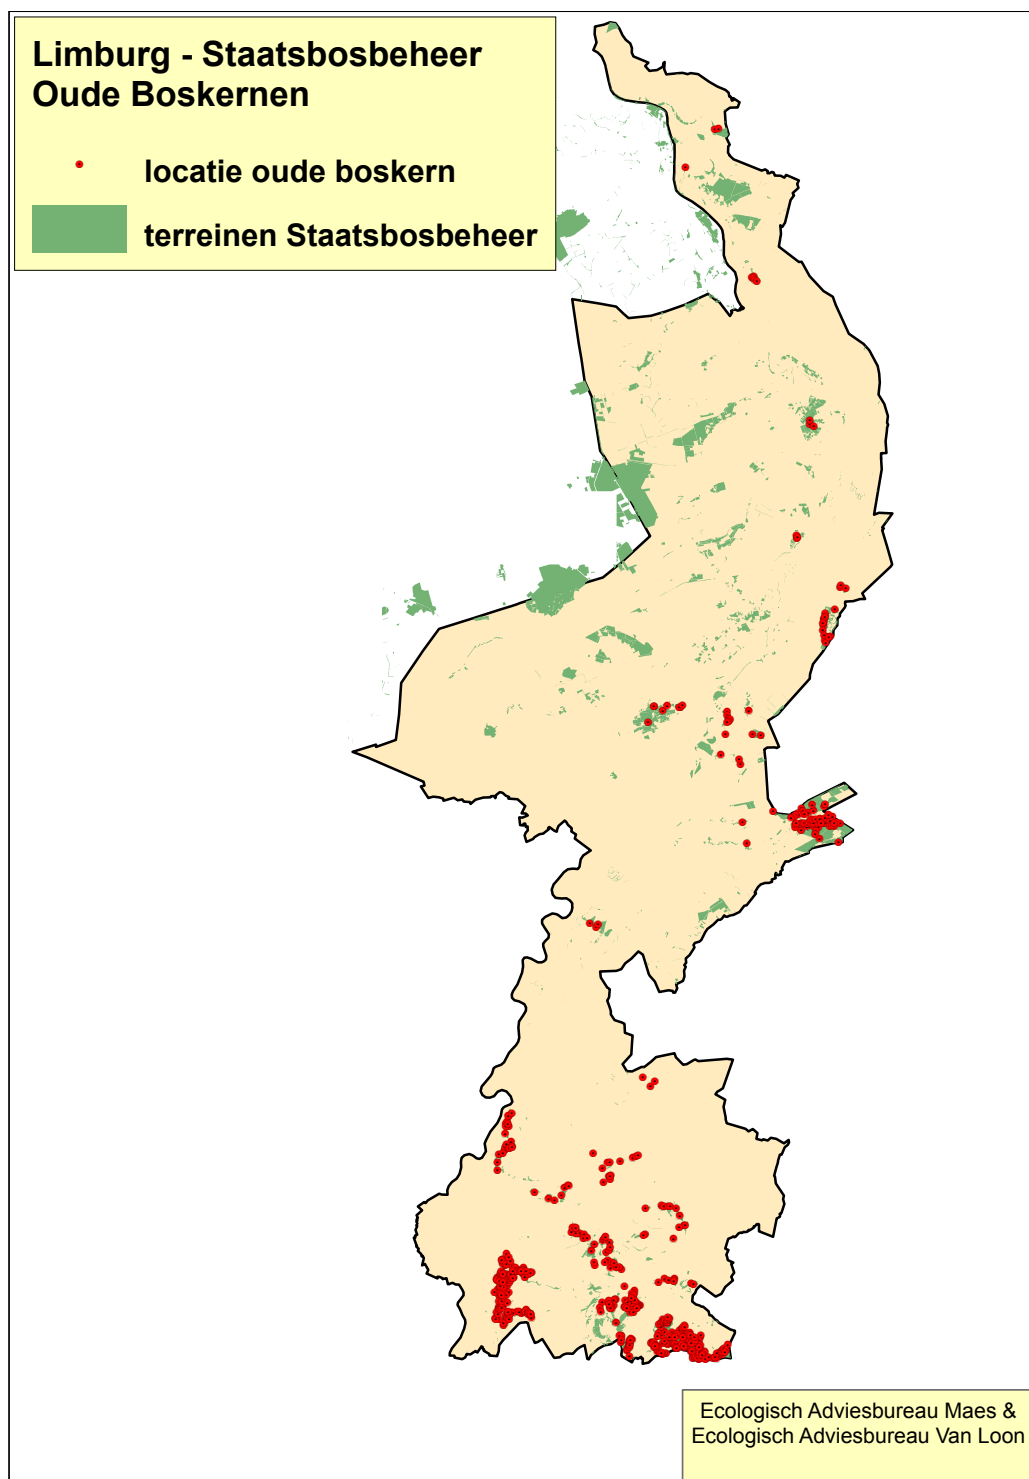 Limburg - Staatsbosbeheer
Oude Boskernen
locatie oude boskern
terreinen Staatsbosbeheer
Ecologisch Adviesbureau Maes &
Ecologisch Adviesbureau Van Loon